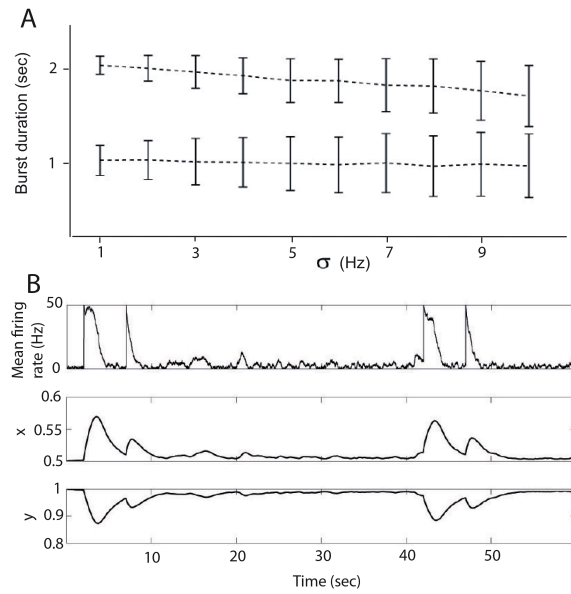 A
Burst duration (sec)
2
1
1 3 5 7 9
σ (Hz)
B
Mean firing
rate (Hz)
50
0
x
0.6
0.55
0.5
y
1
0.9
0.8
10 20 30 40 50
Time (sec)